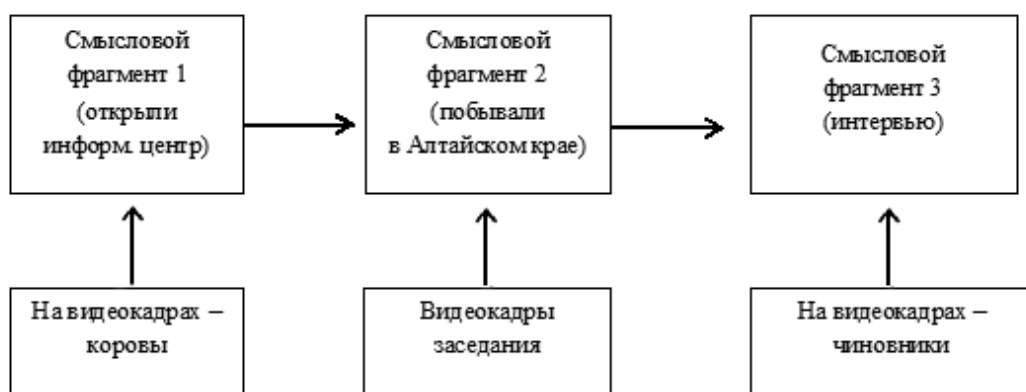 Смысловой
фрагмент 1
(открыли
информ. центр)
Смысловой
фрагмент 2
(побывали
в Алтайском крае)
Смысловой
фрагмент 3
(интервью)
На видеокадрах –
коровы
Видеокадры
заседания
На видеокадрах –
чиновники